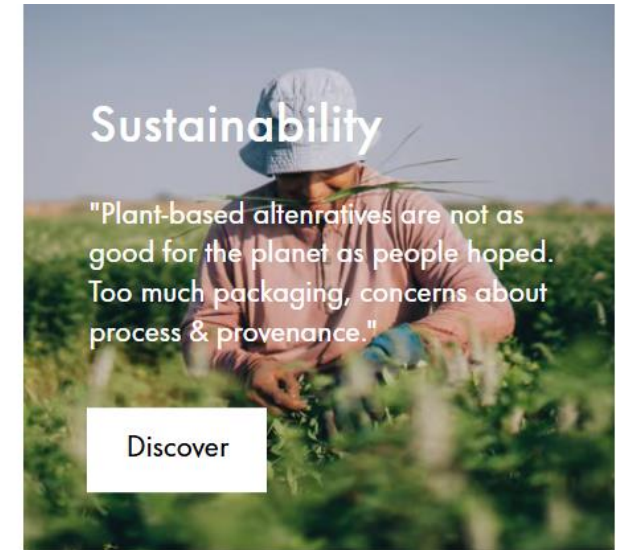 Sustainability
"Plant-based altenratives are not as
good for the planet as people hoped.
Too much packaging, concerns about
process & provenance."
Discover